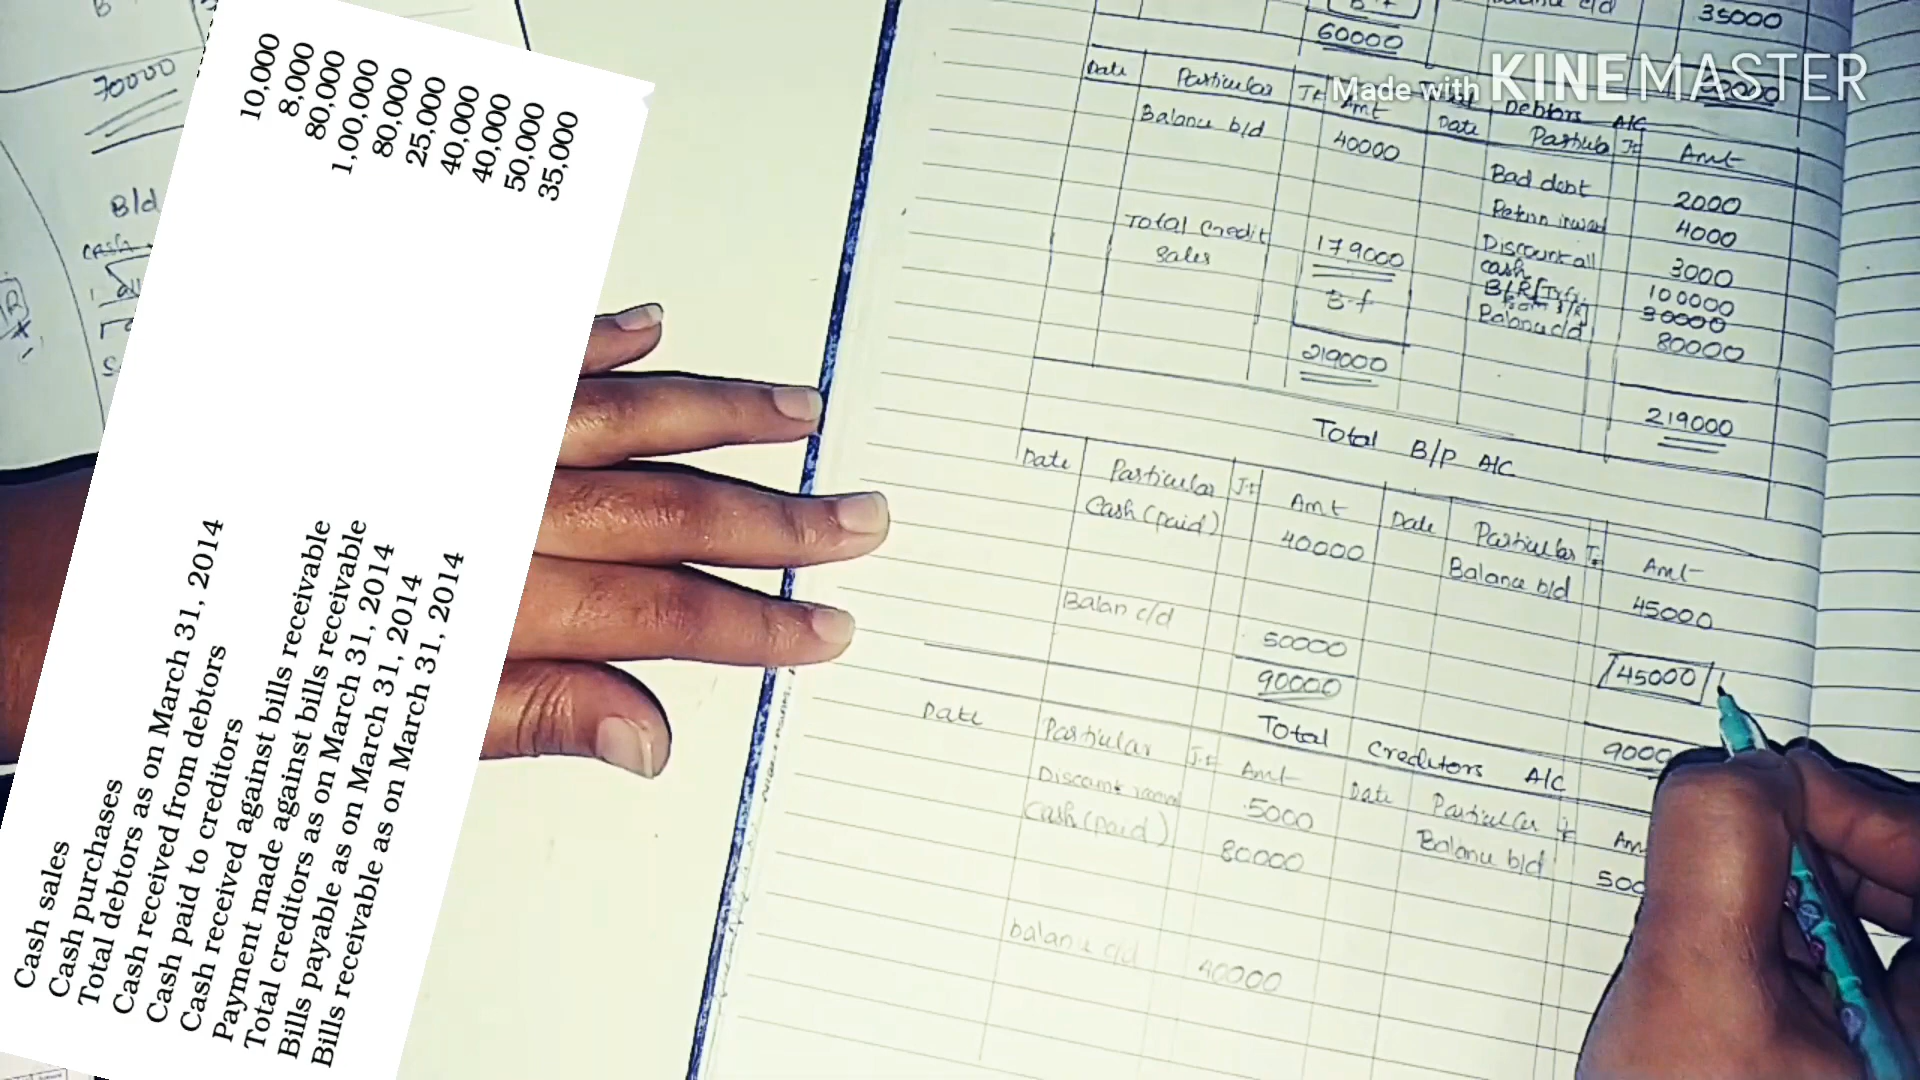 10,000
8,000
80,000
1,00,000
80,000
25,000
40,000
40,000
50,000
35,000
Cash sales
Cash purchases
Total debtors as on March 31, 2014
Cash received from debtors
Cash paid to creditors
Cash received against bills receivable
Payment made against bills receivable
Total creditors as on March 31, 2014
Bills payable as on March 31, 2014
Bills receivable as on March 31, 2014
70000
B/d
cash
60000
c/d 35000
Made with KINEMASTER
Debtors A/C
Date Particular J.F Amt Date Particula J.F Amt
Balance b/d 40000 Bad debt 2000
Return inwar 4000
Total Credit sales 179000 Discount all 3000
B.f cash 100000
B/R 30000
Balance c/d 80000
219000 219000
Total B/P A/C
Date Particular J.F Amt Date Particular J.F Amt
Cash (paid) 40000 Balance b/d 45000
Balan c/d 50000 45000
90000 9000
Total Creditors A/C
Date Particular J.F Amt Date Particular J.F Am
Discount 5000 Balance b/d 500
Cash (paid) 80000
balance c/d 40000